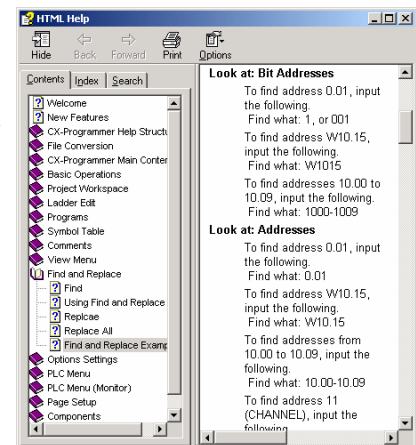 HTML Help
Hide Back Forward Print Options
Contents Index Search
Welcome
New Features
CX-Programmer Help Structu
File Conversion
CX-Programmer Main Conter
Basic Operations
Project Workspace
Ladder Edit
Programs
Symbol Table
Comments
View Menu
Find and Replace
Find
Using Find and Replace
Replcae
Replace All
Find and Replace Examp
Options Settings
PLC Menu
PLC Menu (Monitor)
Page Setup
Components
Look at: Bit Addresses
To find address 0.01, input
the following.
Find what: 1, or 001
To find address W10.15,
input the following.
Find what: W1015
To find addresses 10.00 to
10.09, input the following.
Find what: 1000-1009
Look at: Addresses
To find address 0.01, input
the following.
Find what: 0.01
To find address W10.15,
input the following.
Find what: W10.15
To find addresses from
10.00 to 10.09, input the
following.
Find what: 10.00-10.09
To find address 11
(CHANNEL), input the
following